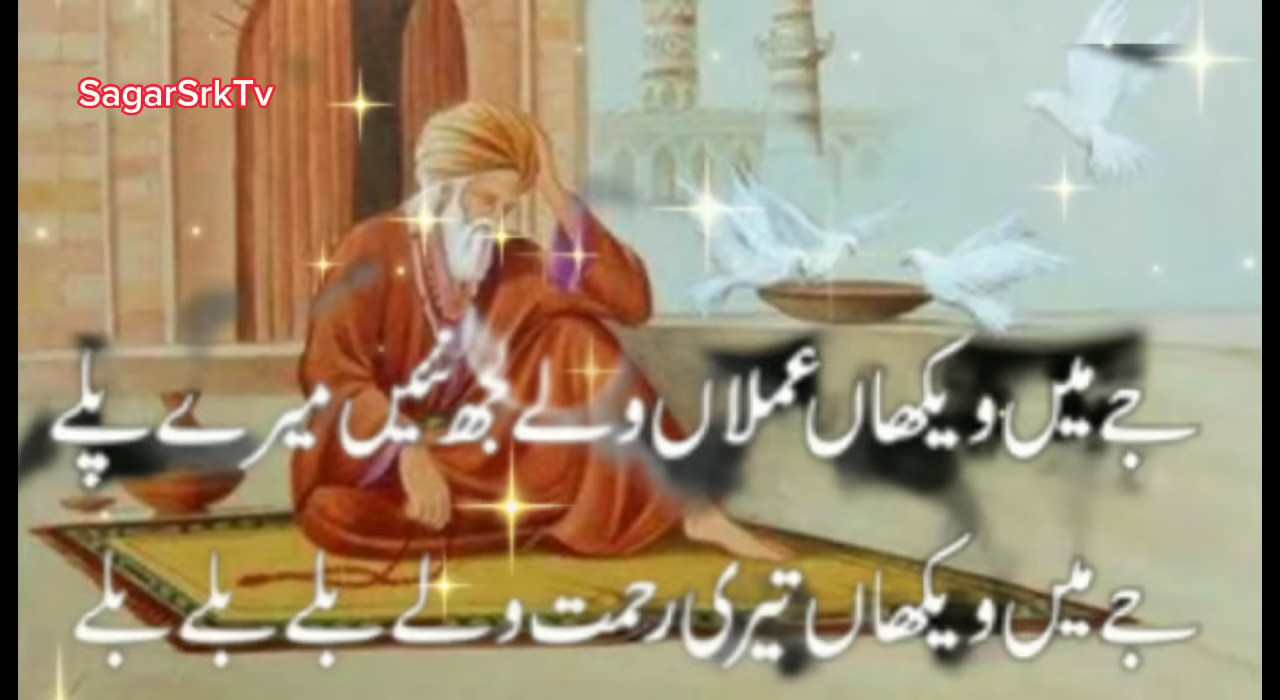 SagarSrkTv
جے میں ویکھاں عملاں ولے کجھ نئیں میرے پلے
جے میں ویکھاں تیری رحمت ولے بلے بلے بلے